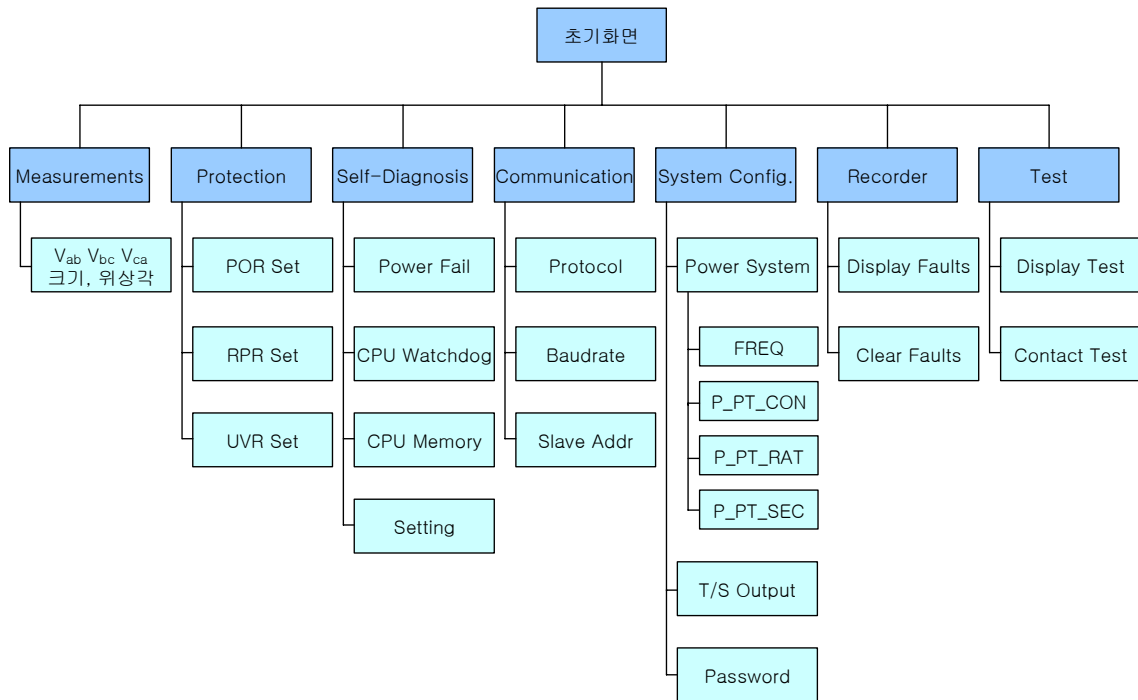 초기화면
Measurements
Protection
Self-Diagnosis
Communication
System Config.
Recorder
Test
Vab Vbc Vca
크기, 위상각
POR Set
RPR Set
UVR Set
Power Fail
CPU Watchdog
CPU Memory
Setting
Protocol
Baudrate
Slave Addr
Power System
FREQ
P_PT_CON
P_PT_RAT
P_PT_SEC
T/S Output
Password
Display Faults
Clear Faults
Display Test
Contact Test